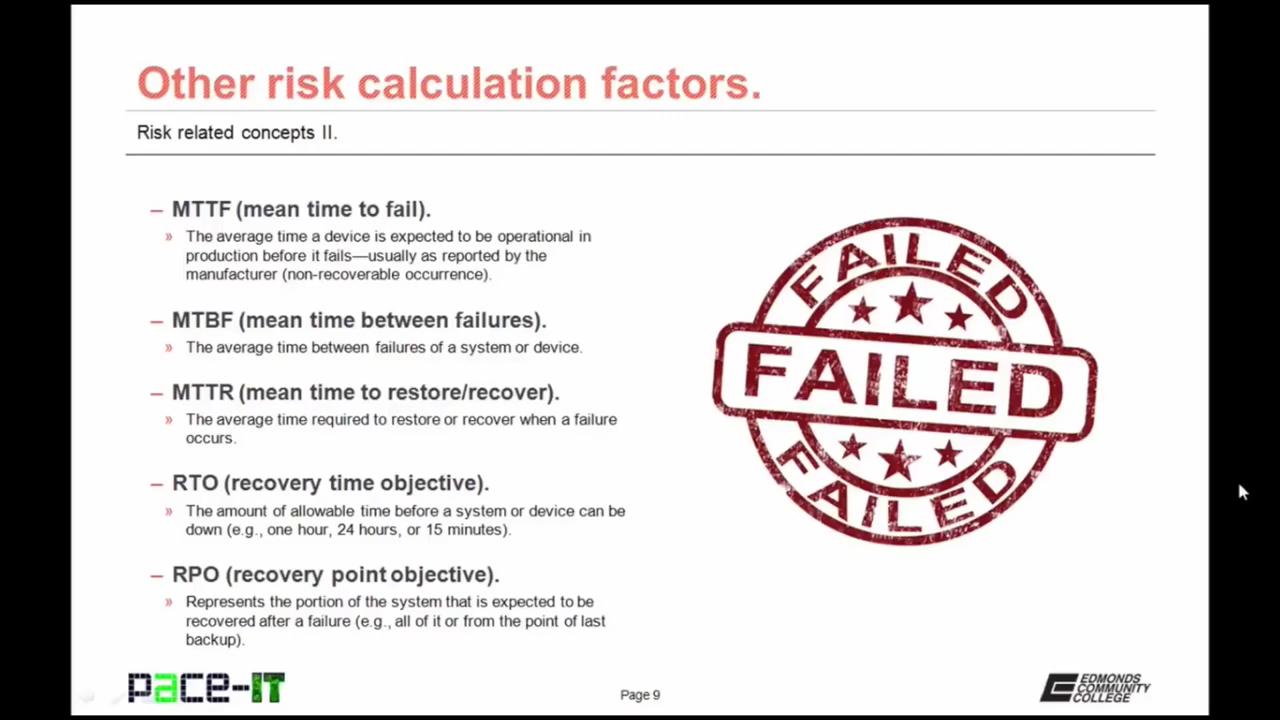 Other risk calculation factors.
Risk related concepts II.
– MTTF (mean time to fail).
» The average time a device is expected to be operational in
production before it fails—usually as reported by the
manufacturer (non-recoverable occurrence).
– MTBF (mean time between failures).
» The average time between failures of a system or device.
– MTTR (mean time to restore/recover).
» The average time required to restore or recover when a failure
occurs.
– RTO (recovery time objective).
» The amount of allowable time before a system or device can be
down (e.g., one hour, 24 hours, or 15 minutes).
– RPO (recovery point objective).
» Represents the portion of the system that is expected to be
recovered after a failure (e.g., all of it or from the point of last
backup).
FAILED
FAILED
FAILED
pace-IT
Page 9
EDMONDS
COMMUNITY
COLLEGE